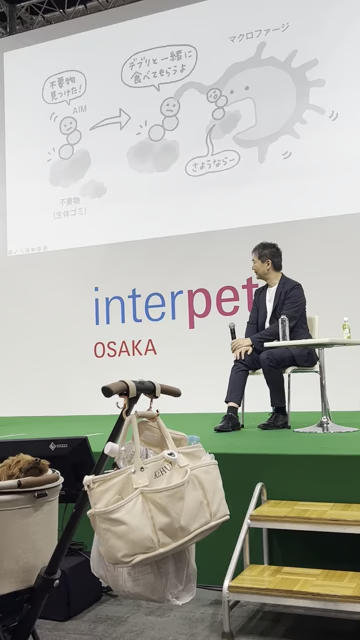 マクロファージ
デブリと一緒に
食べてもらうよ
不要物
見つけた!
AIM
さようならー
不要物
(生体ゴミ)
interpet
OSAKA